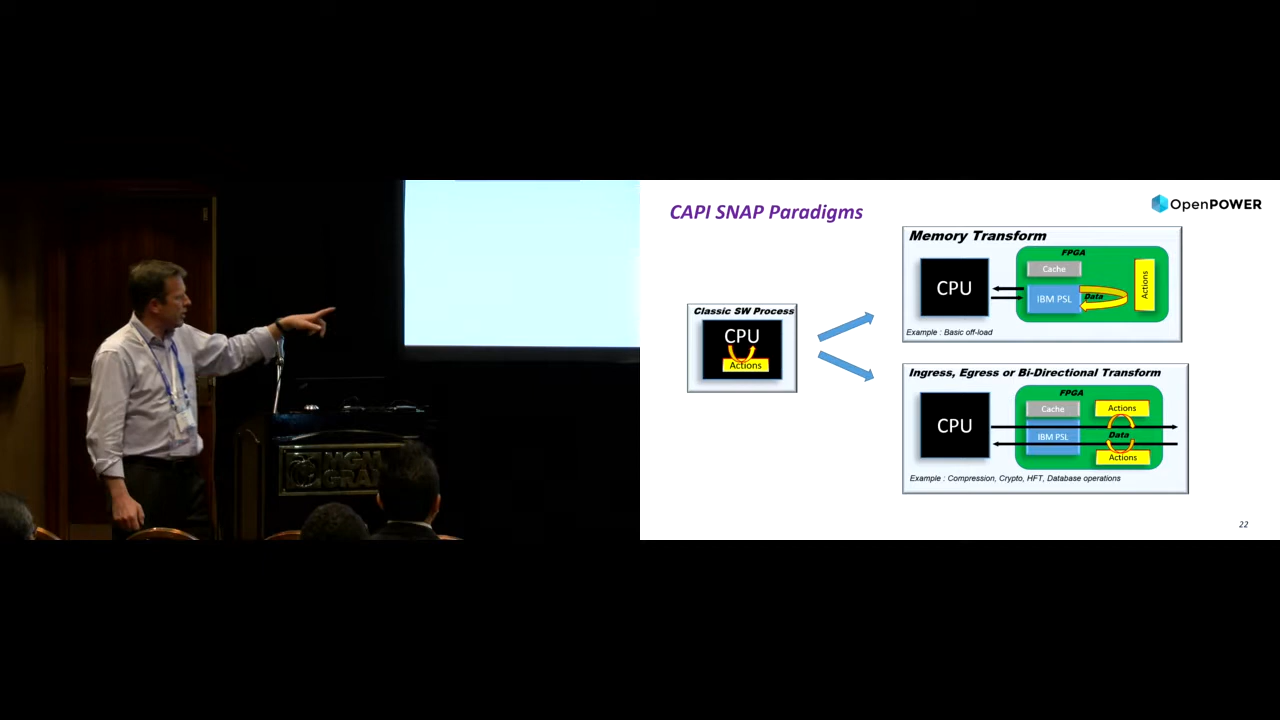 CAPI SNAP Paradigms
OpenPOWER
Memory Transform
FPGA
Cache
CPU
IBM PSL
Data
Actions
Example : Basic off-load
Classic SW Process
CPU
Actions
Ingress, Egress or Bi-Directional Transform
FPGA
Cache
Actions
CPU
IBM PSL
Data
Actions
Example : Compression, Crypto, HFT, Database operations
22
MGM
GRAND